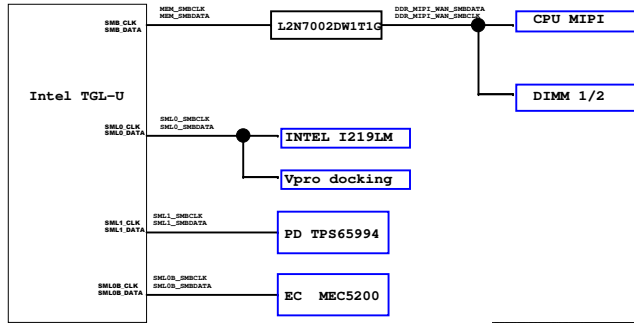 MEM_SMBCLK
MEM_SMBDATA
SMB_CLK
SMB_DATA
L2N7002DW1T1G
DDR_MIPI_WAN_SMBDATA
DDR_MIPI_WAN_SMBCLK
CPU MIPI
Intel TGL-U
DIMM 1/2
SML0_SMBCLK
SML0_SMBDATA
SML0_CLK
SML0_DATA
INTEL I219LM
Vpro docking
SML1_SMBCLK
SML1_SMBDATA
SML1_CLK
SML1_DATA
PD TPS65994
SML0B_SMBCLK
SML0B_SMBDATA
SML0B_CLK
SML0B_DATA
EC MEC5200